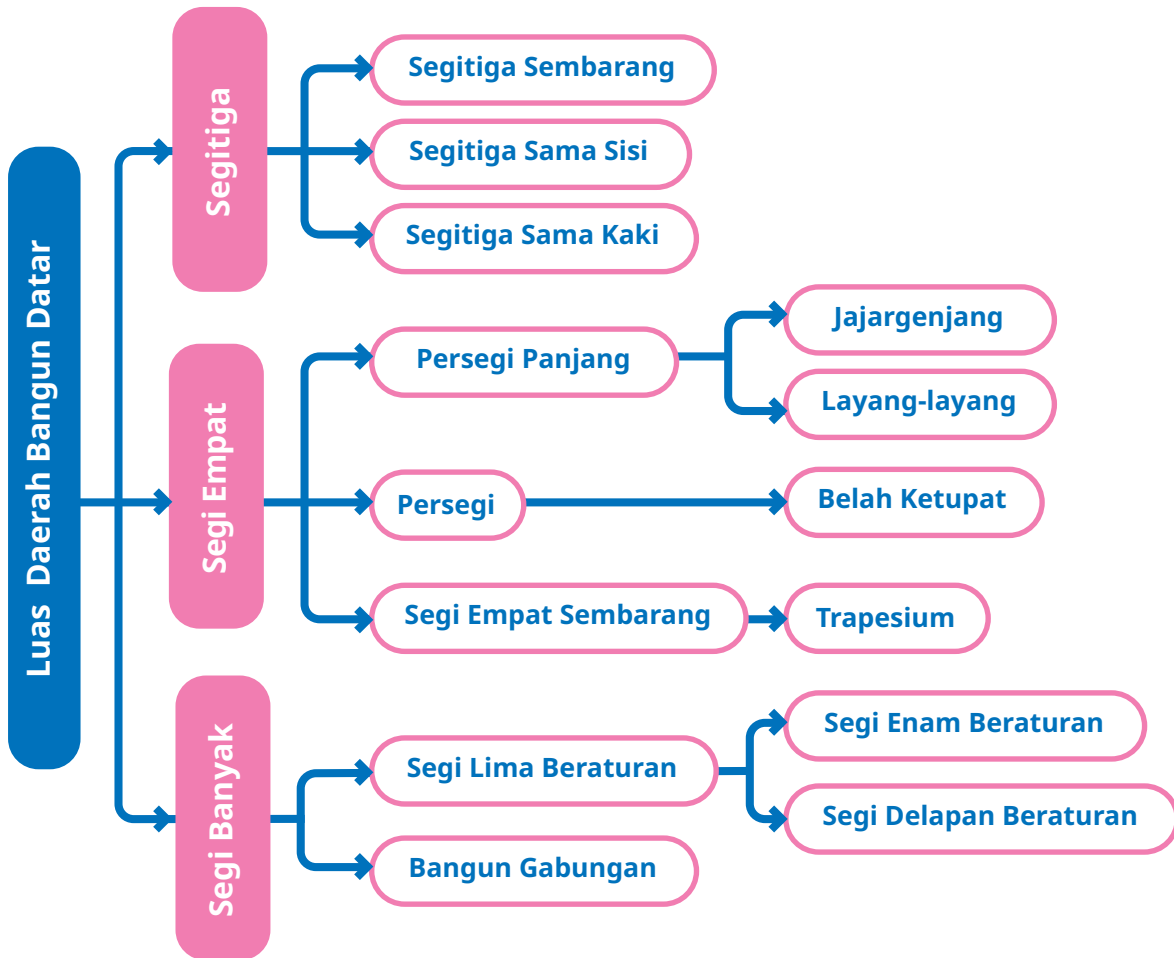 Luas Daerah Bangun Datar
Segitiga
Segitiga Sembarang
Segitiga Sama Sisi
Segitiga Sama Kaki
Segi Empat
Persegi Panjang
Jajargenjang
Layang-layang
Persegi
Belah Ketupat
Segi Empat Sembarang
Trapesium
Segi Banyak
Segi Lima Beraturan
Segi Enam Beraturan
Segi Delapan Beraturan
Bangun Gabungan